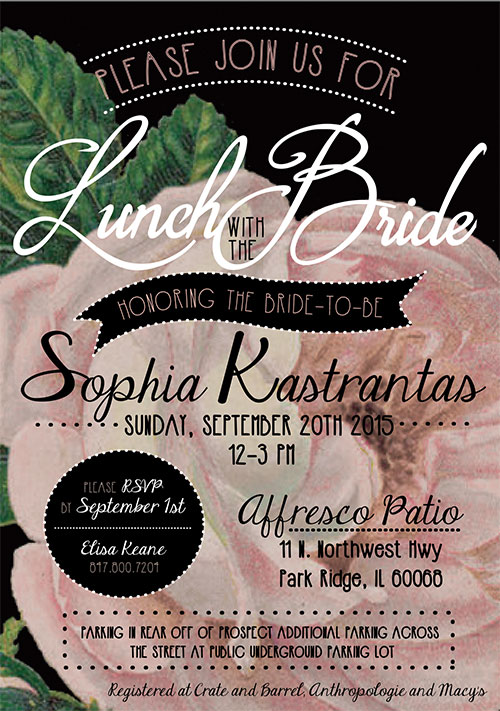 PLEASE JOIN US FOR
Lunch WITH THE Bride
HONORING THE BRIDE-TO-BE
Sophia Kastrantas
SUNDAY, SEPTEMBER 20TH 2015
12-3 PM
PLEASE RSVP
BY September 1st
Elisa Keane
847.800.7209
Affresco Patio
11 N. Northwest Hwy
Park Ridge, IL 60068
PARKING IN REAR OFF OF PROSPECT ADDITIONAL PARKING ACROSS
THE STREET AT PUBLIC UNDERGROUND PARKING LOT
Registered at Crate and Barrel, Anthropologie and Macy's